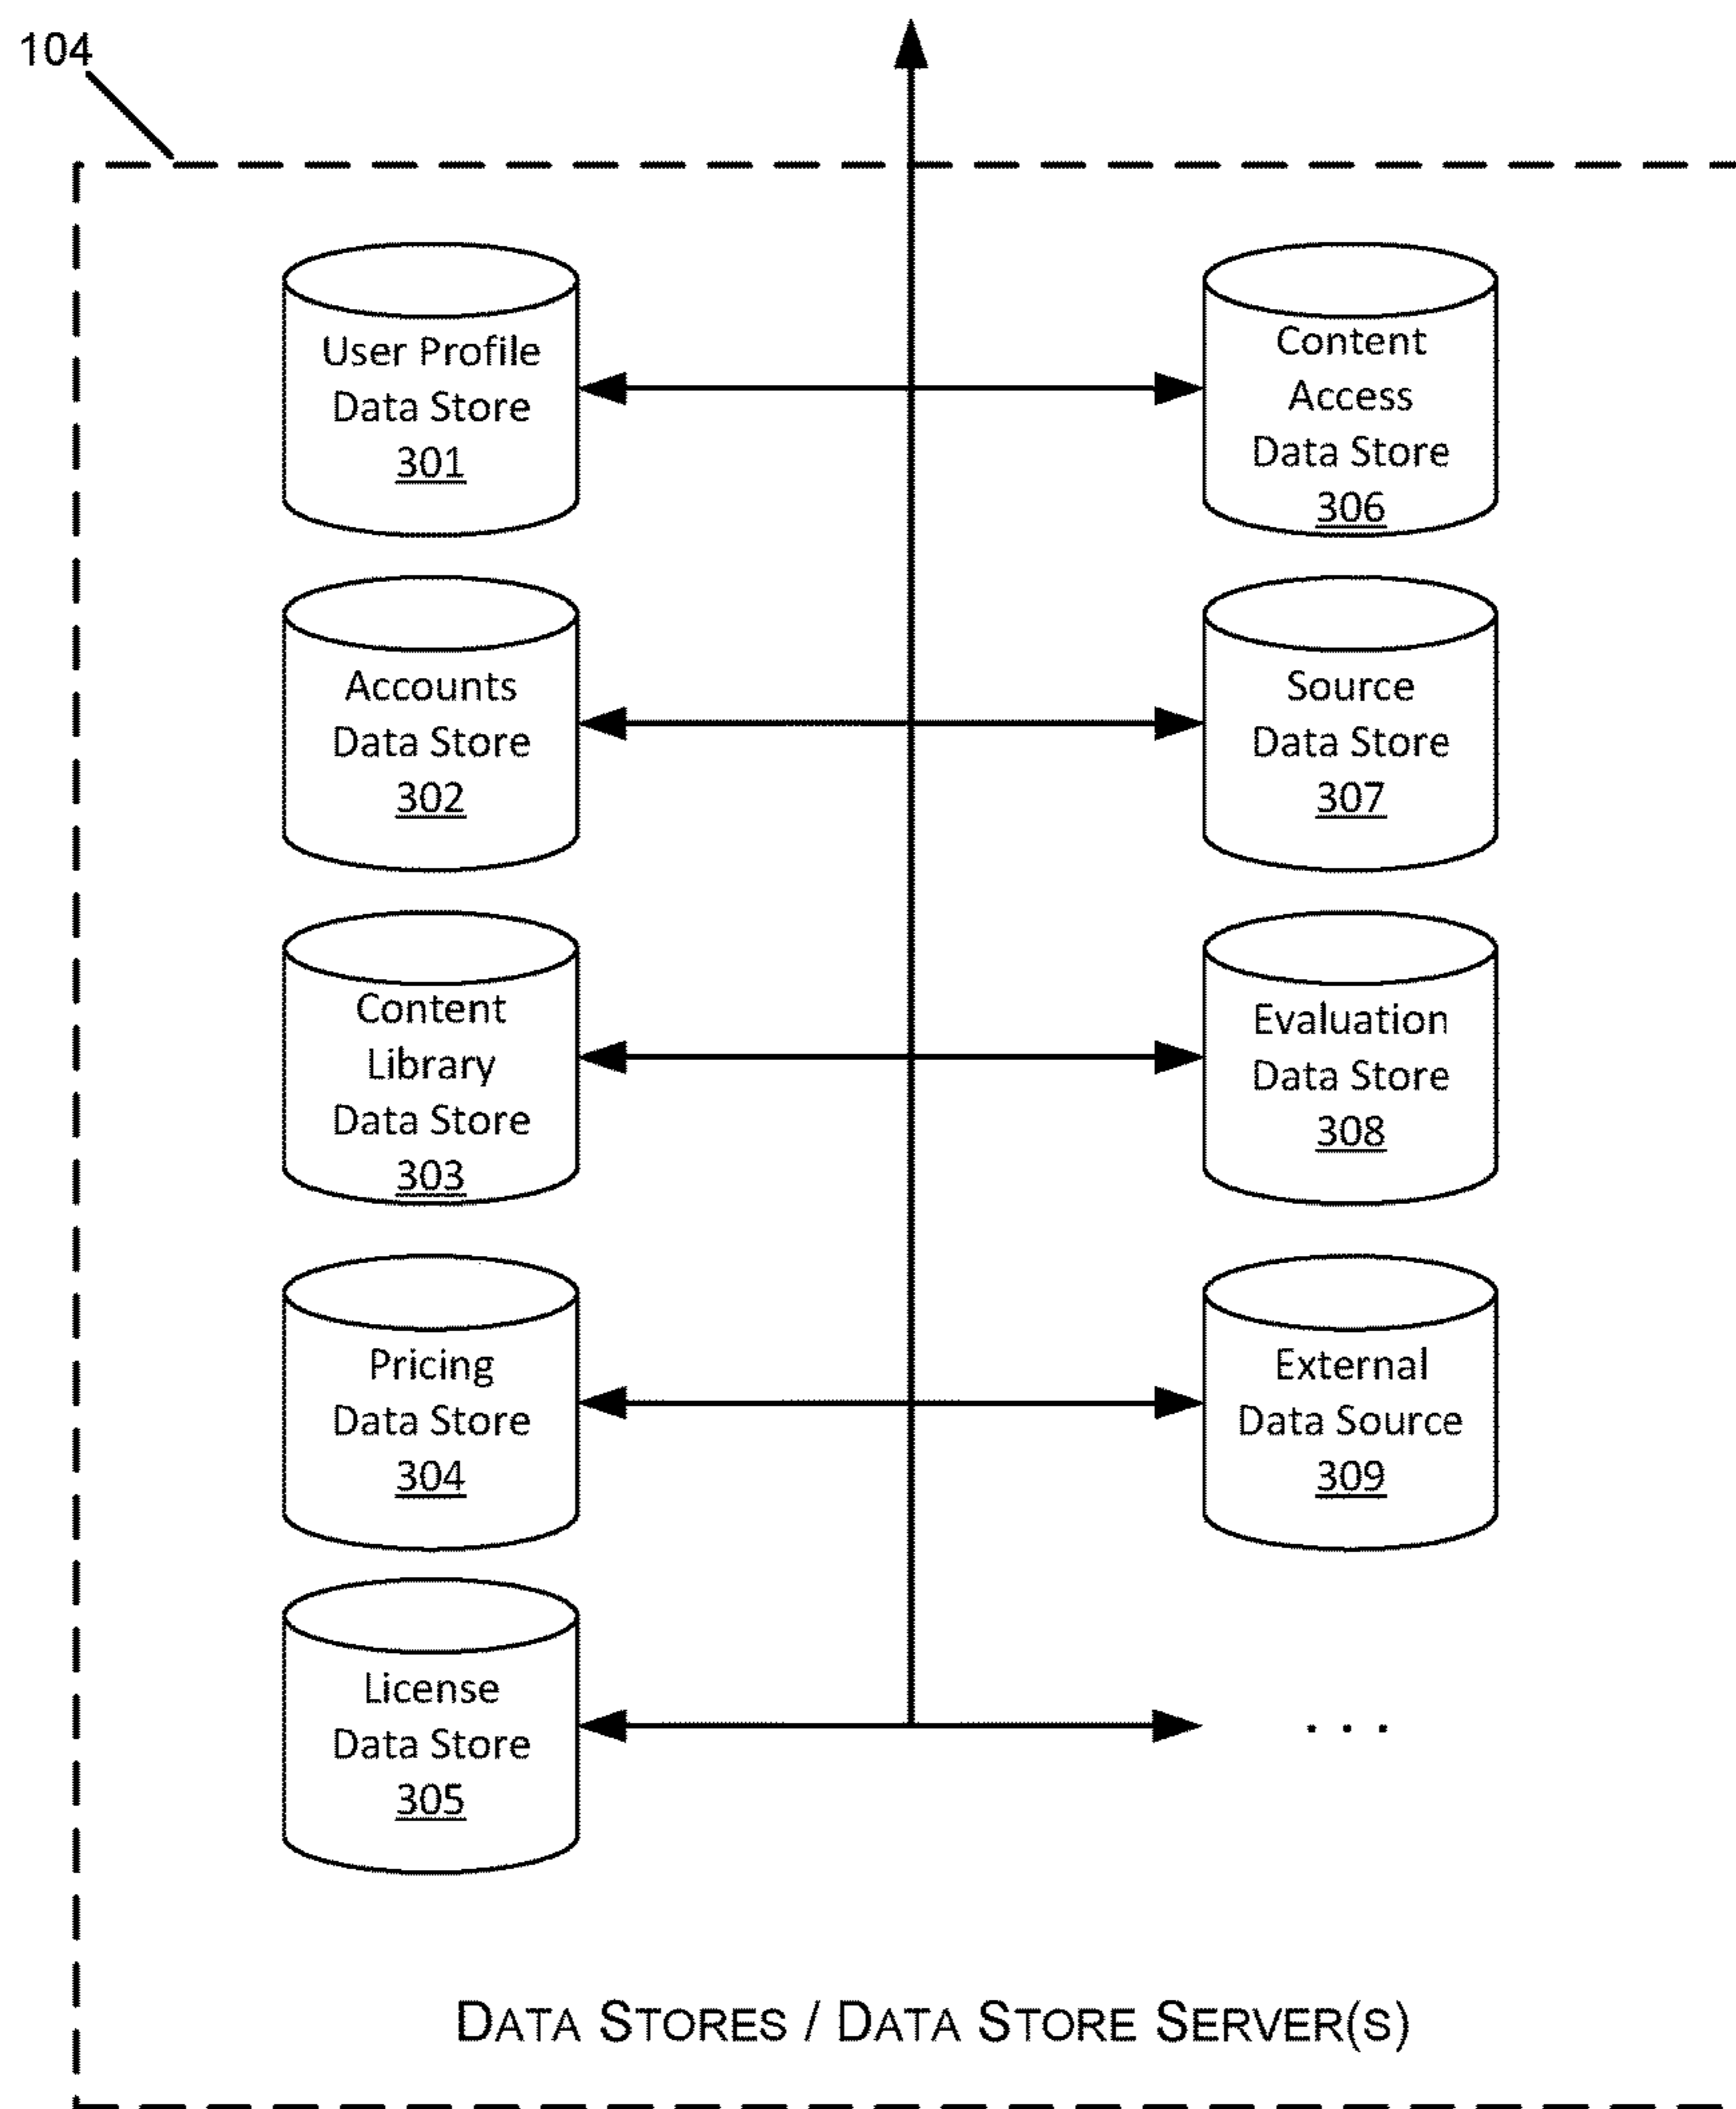 104
User Profile
Data Store
301
Content
Access
Data Store
306
Accounts
Data Store
302
Source
Data Store
307
Content
Library
Data Store
303
Evaluation
Data Store
308
Pricing
Data Store
304
External
Data Source
309
License
Data Store
305
. . .
DATA STORES / DATA STORE SERVER(S)